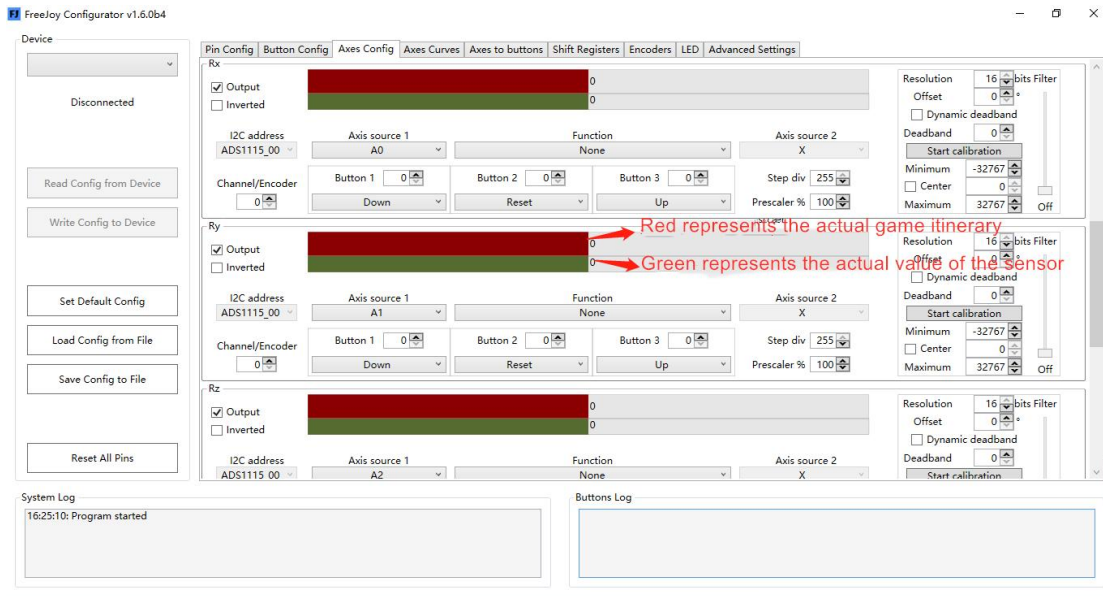 FJ FreeJoy Configurator v1.6.0b4
Device
Disconnected
Read Config from Device
Write Config to Device
Set Default Config
Load Config from File
Save Config to File
Reset All Pins
Pin Config Button Config Axes Config Axes Curves Axes to buttons Shift Registers Encoders LED Advanced Settings
Rx
Output
Inverted
0
0
I2C address Axis source 1 Function Axis source 2
ADS1115_00 A0 None X
Channel/Encoder Button 1 0 Button 2 0 Button 3 0 Step div 255
0 Down Reset Up Prescaler % 100
Resolution 16 bits Filter
Offset 0 °
Dynamic deadband
Deadband 0
Start calibration
Minimum -32767
Center 0
Maximum 32767 Off
Ry
Output
Inverted
0
0
Red represents the actual game itinerary
Green represents the actual value of the sensor
I2C address Axis source 1 Function Axis source 2
ADS1115_00 A1 None X
Channel/Encoder Button 1 0 Button 2 0 Button 3 0 Step div 255
0 Down Reset Up Prescaler % 100
Resolution 16 bits Filter
Offset 0 °
Dynamic deadband
Deadband 0
Start calibration
Minimum -32767
Center 0
Maximum 32767 Off
Rz
Output
Inverted
0
0
I2C address Axis source 1 Function Axis source 2
ADS1115_00 A2 None X
Resolution 16 bits Filter
Offset 0 °
Dynamic deadband
Deadband 0
Start calibration
System Log
16:25:10: Program started
Buttons Log